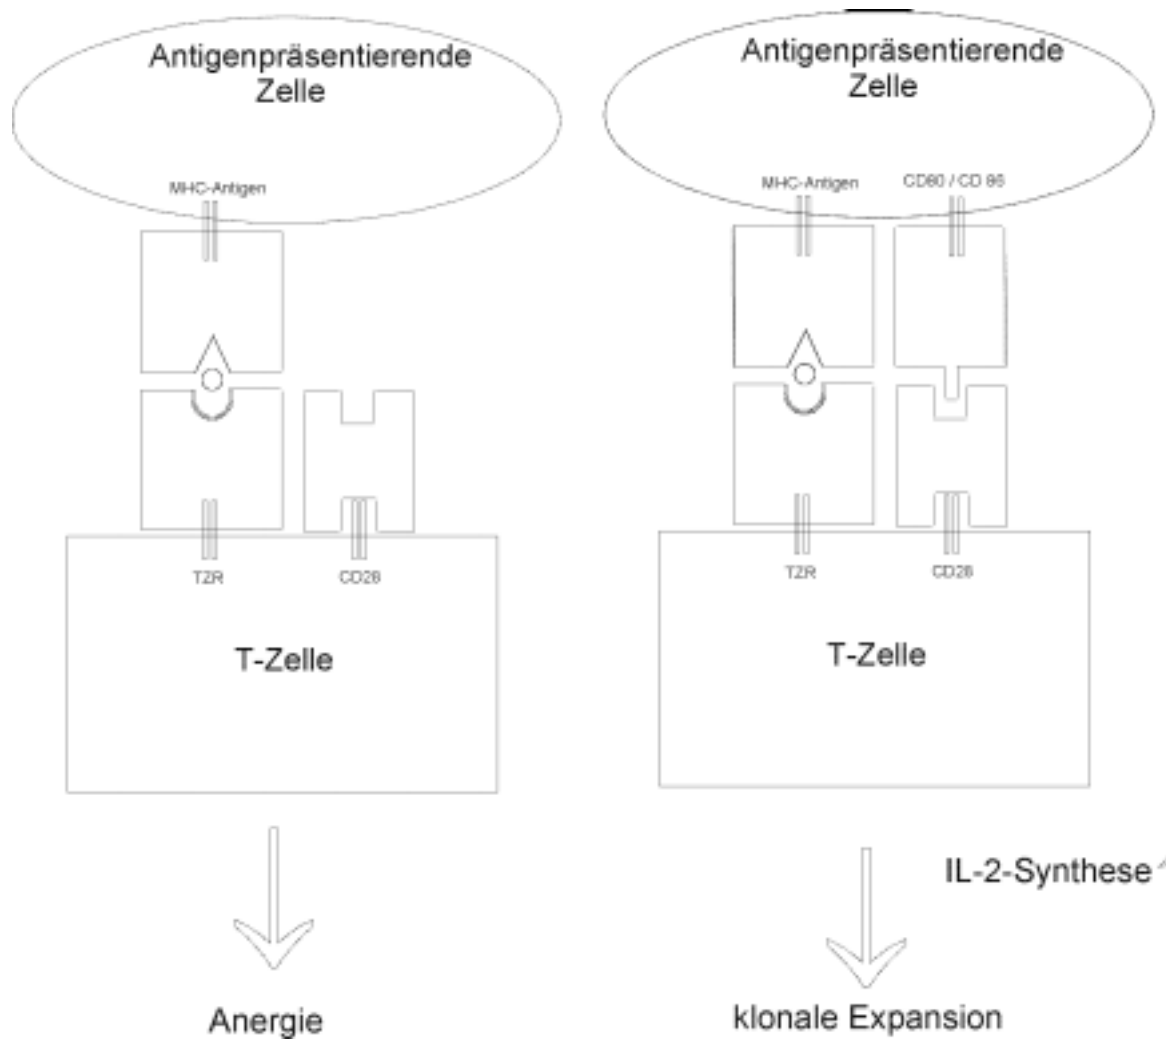 Antigenpräsentierende
Zelle
MHC-Antigen
TZR
CD28
T-Zelle
Anergie
Antigenpräsentierende
Zelle
MHC-Antigen
CD80 / CD 86
TZR
CD28
T-Zelle
IL-2-Synthese
klonale Expansion